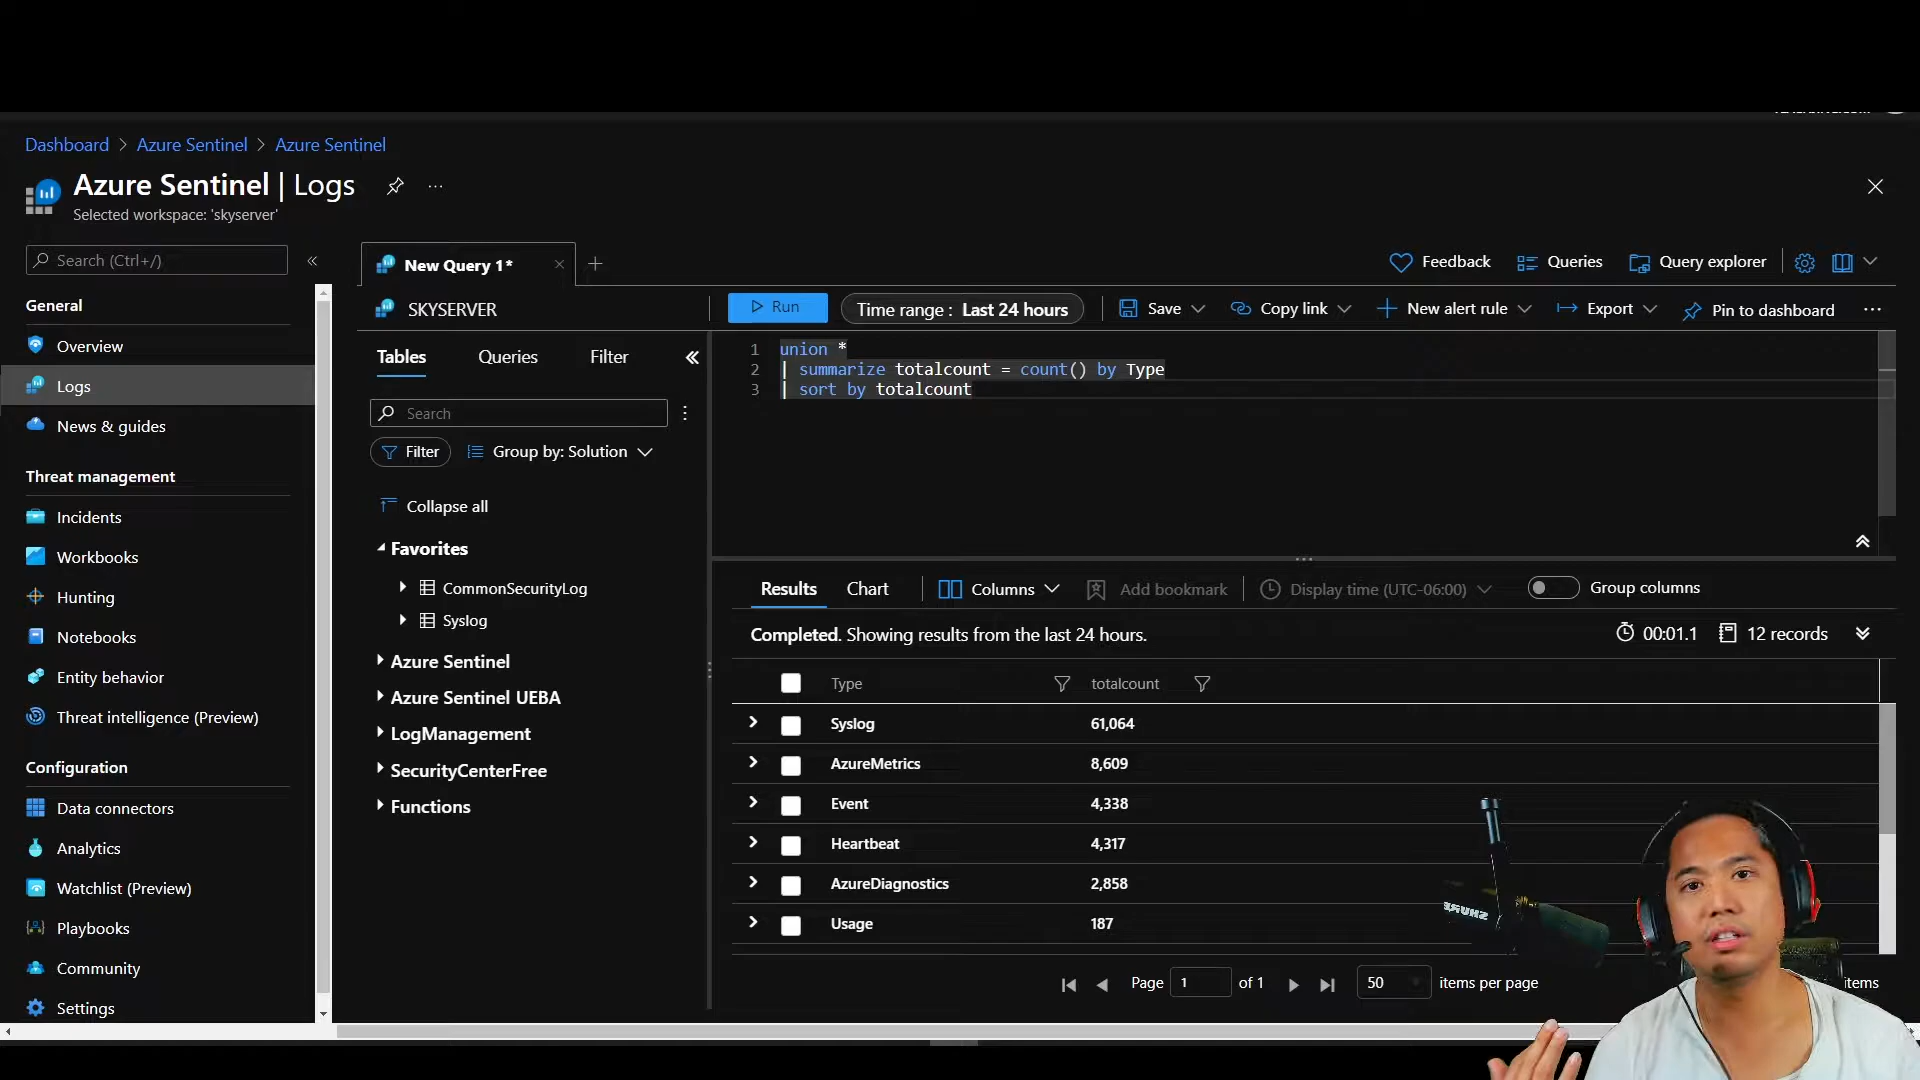 Dashboard > Azure Sentinel > Azure Sentinel
Azure Sentinel | Logs
Selected workspace: 'skyserver'
Search (Ctrl+/)
General
Overview
Logs
News & guides
Threat management
Incidents
Workbooks
Hunting
Notebooks
Entity behavior
Threat intelligence (Preview)
Configuration
Data connectors
Analytics
Watchlist (Preview)
Playbooks
Community
Settings
New Query 1*
Feedback
Queries
Query explorer
SKYSERVER
Run
Time range : Last 24 hours
Save
Copy link
New alert rule
Export
Pin to dashboard
Tables
Queries
Filter
Search
Filter
Group by: Solution
Collapse all
Favorites
CommonSecurityLog
Syslog
Azure Sentinel
Azure Sentinel UEBA
LogManagement
SecurityCenterFree
Functions
1 union *
2 | summarize totalcount = count() by Type
3 | sort by totalcount
Results
Chart
Columns
Add bookmark
Display time (UTC-06:00)
Group columns
Completed. Showing results from the last 24 hours.
00:01.1
12 records
Type totalcount
Syslog 61,064
AzureMetrics 8,609
Event 4,338
Heartbeat 4,317
AzureDiagnostics 2,858
Usage 187
Page 1 of 1
50 items per page
tems
SHURE